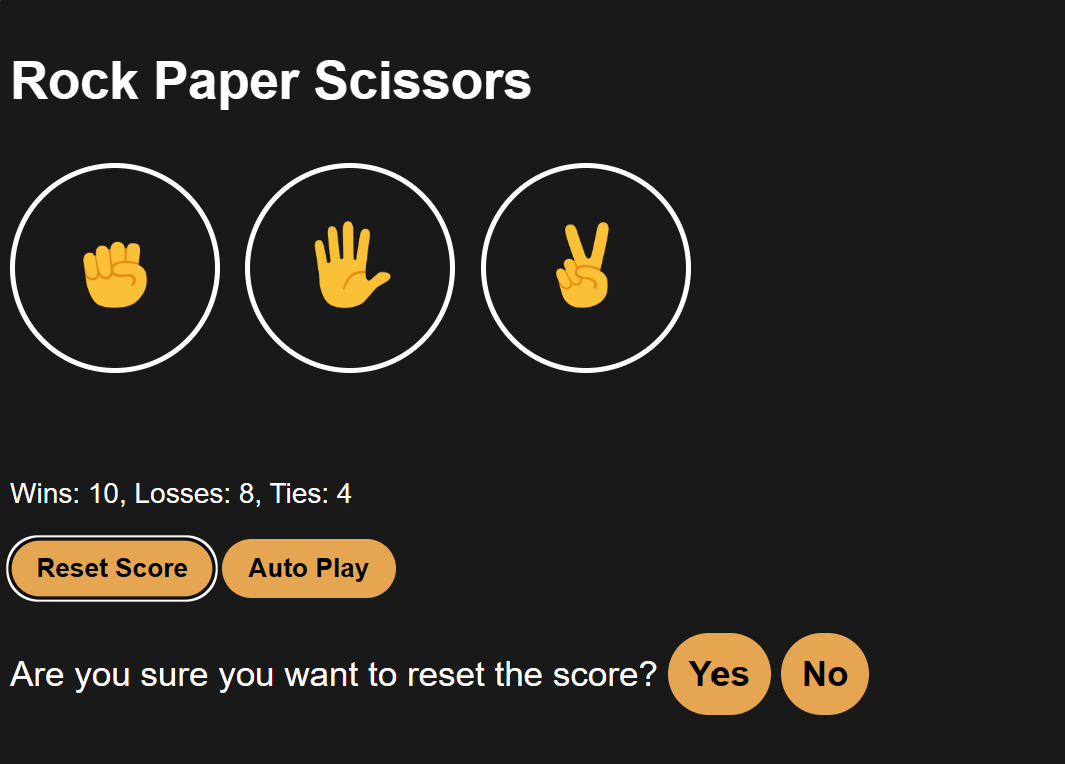 Rock Paper Scissors
Wins: 10, Losses: 8, Ties: 4
Reset Score Auto Play
Are you sure you want to reset the score? Yes No